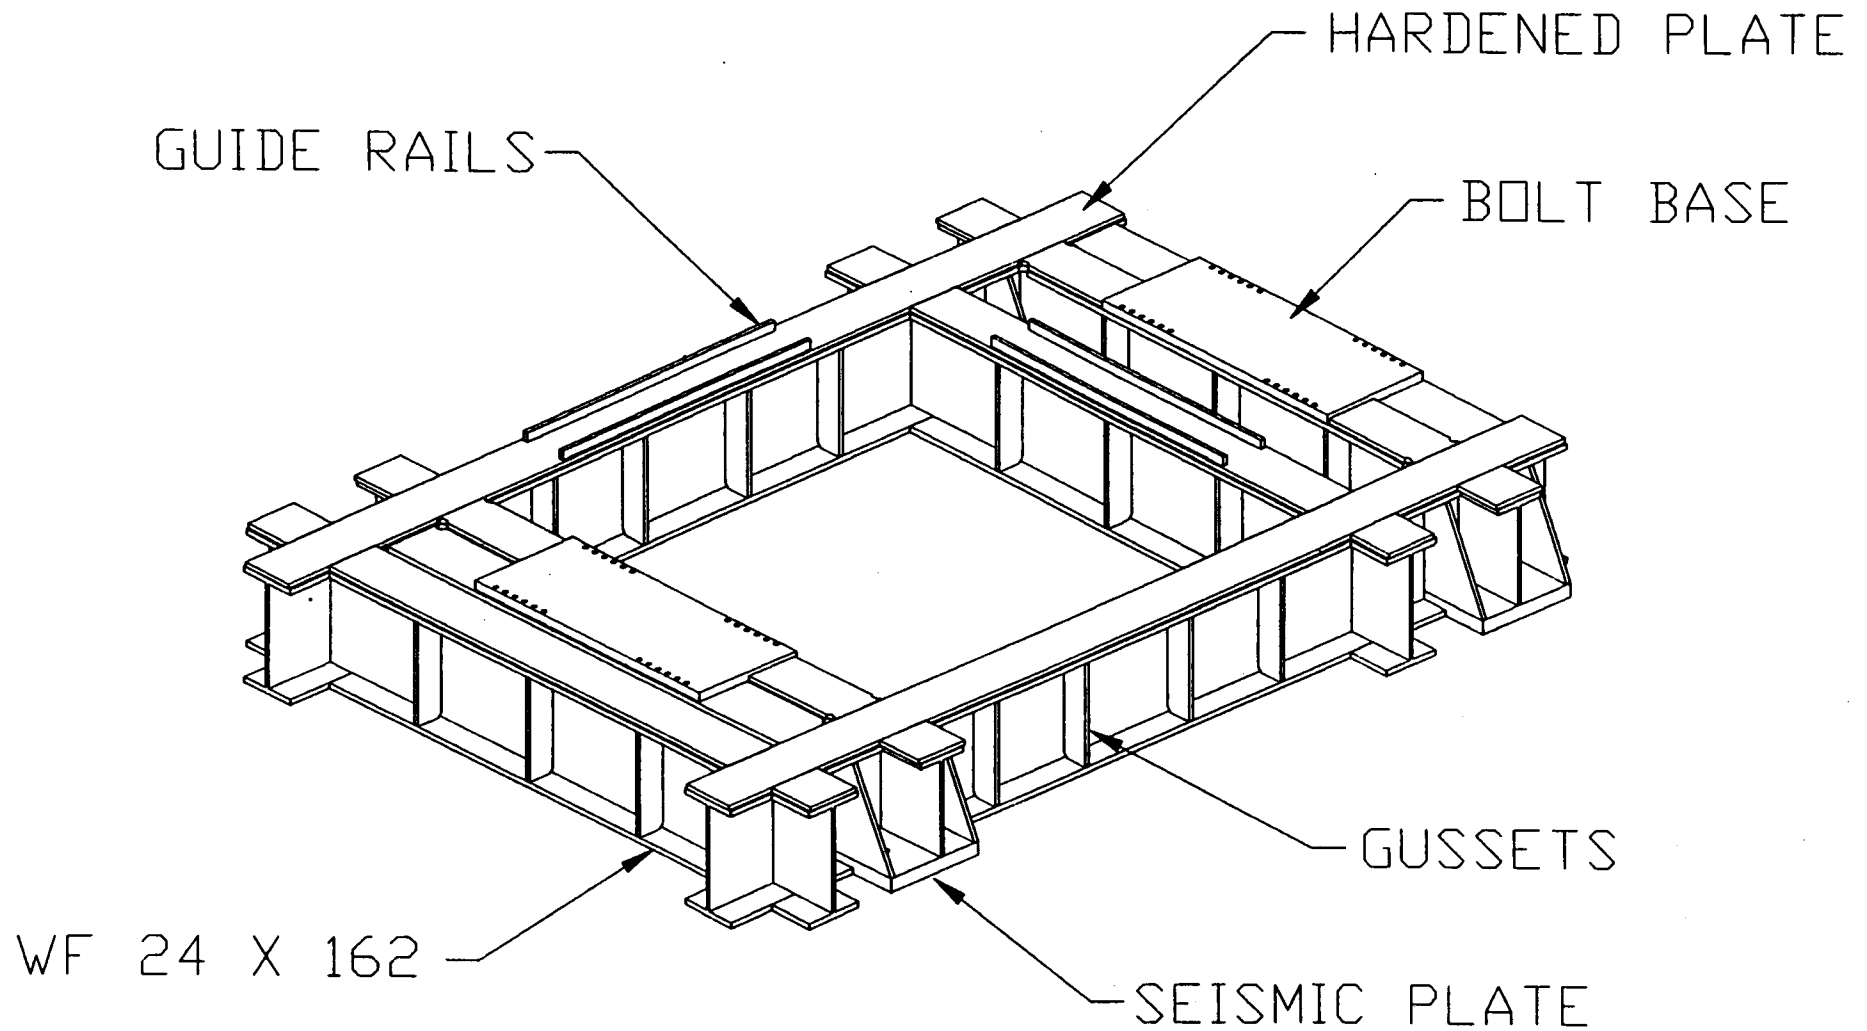 HARDENED PLATE
GUIDE RAILS
BOLT BASE
GUSSETS
WF 24 X 162
SEISMIC PLATE